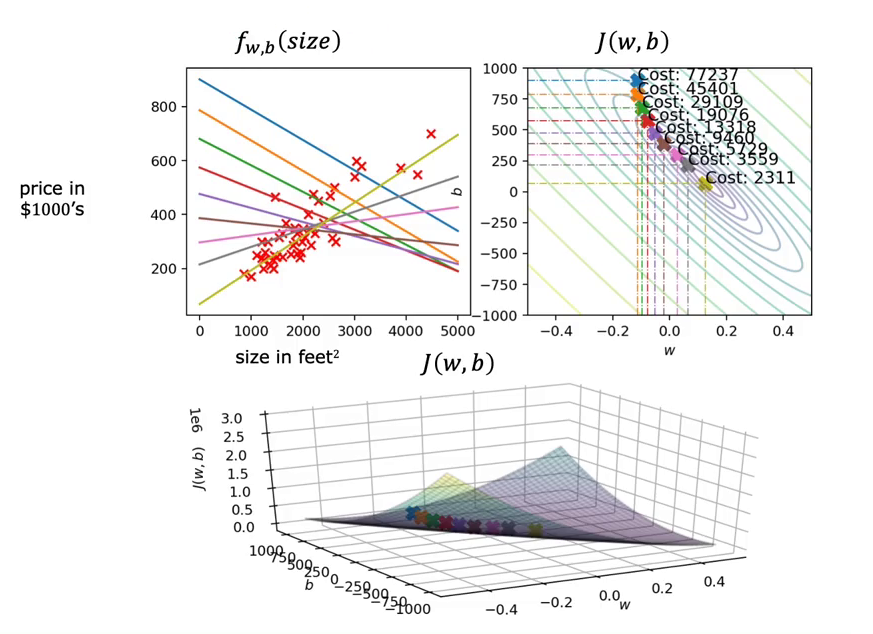 f_{w,b}(size)
J(w, b)
price in
$1000's
800
600
400
200
0
1000
2000
3000
4000
5000
size in feet²
b
1000
750
500
250
0
−250
−500
−750
−1000
Cost: 77237
Cost: 45401
Cost: 29109
Cost: 19076
Cost: 13318
Cost: 9460
Cost: 5729
Cost: 3559
Cost: 2311
−0.4
−0.2
0.0
0.2
0.4
w
J(w, b)
1e6
J(w,b)
3.0
2.5
2.0
1.5
1.0
0.5
0.0
1000
750
500
250
0
−250
−500
−750
−1000
b
−0.4
−0.2
0.0
0.2
0.4
w